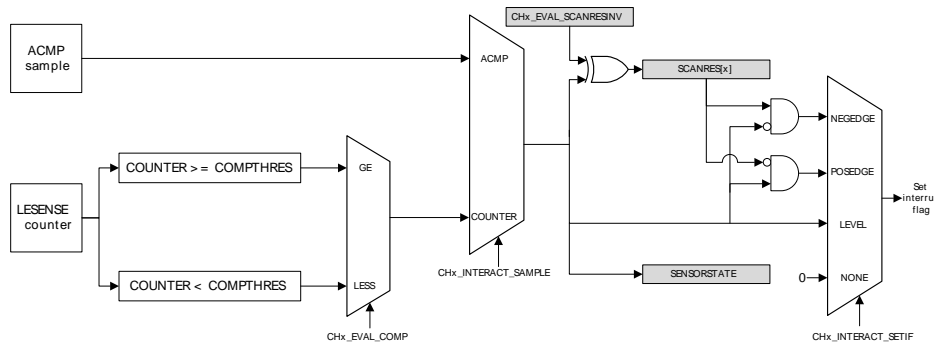 CHx_EVAL_SCANRESINV
ACMP
sample
ACMP
SCANRES[x]
NEGEDGE
COUNTER >= COMPTHRES
GE
POSEDGE
LESENSE
counter
COUNTER
Set
interru
flag
LEVEL
CHx_INTERACT_SAMPLE
SENSORSTATE
0
NONE
COUNTER < COMPTHRES
LESS
CHx_EVAL_COMP
CHx_INTERACT_SETIF